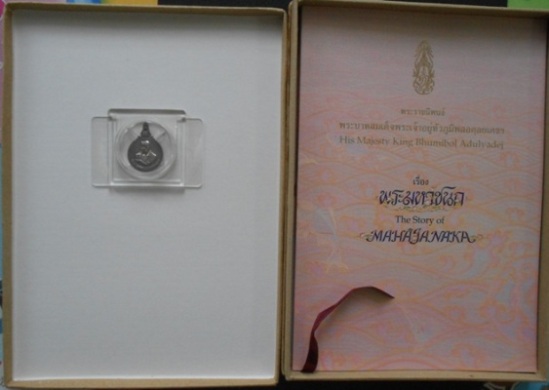 พระราชนิพนธ์
พระบาทสมเด็จพระเจ้าอยู่หัวภูมิพลอดุลยเดช
His Majesty King Bhumibol Adulyadej
เรื่อง
พระมหาชนก
The Story of
MAHAJANAKA